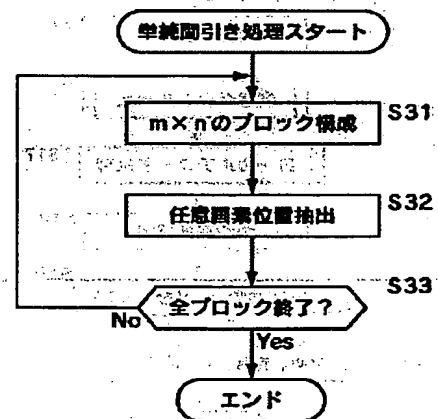 単純間引き処理スタート
m×nのブロック構成
S31
任意画素位置抽出
S32
全ブロック終了?
S33
No
Yes
エンド